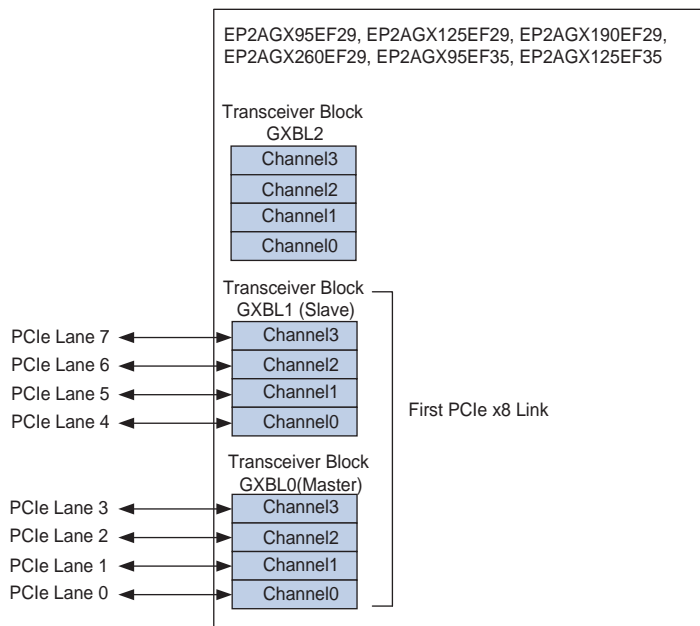 EP2AGX95EF29, EP2AGX125EF29, EP2AGX190EF29,
EP2AGX260EF29, EP2AGX95EF35, EP2AGX125EF35
Transceiver Block
GXBL2
Channel3
Channel2
Channel1
Channel0
Transceiver Block
GXBL1 (Slave)
PCIe Lane 7
Channel3
PCIe Lane 6
Channel2
PCIe Lane 5
Channel1
PCIe Lane 4
Channel0
First PCIe x8 Link
Transceiver Block
GXBL0(Master)
PCIe Lane 3
Channel3
PCIe Lane 2
Channel2
PCIe Lane 1
Channel1
PCIe Lane 0
Channel0